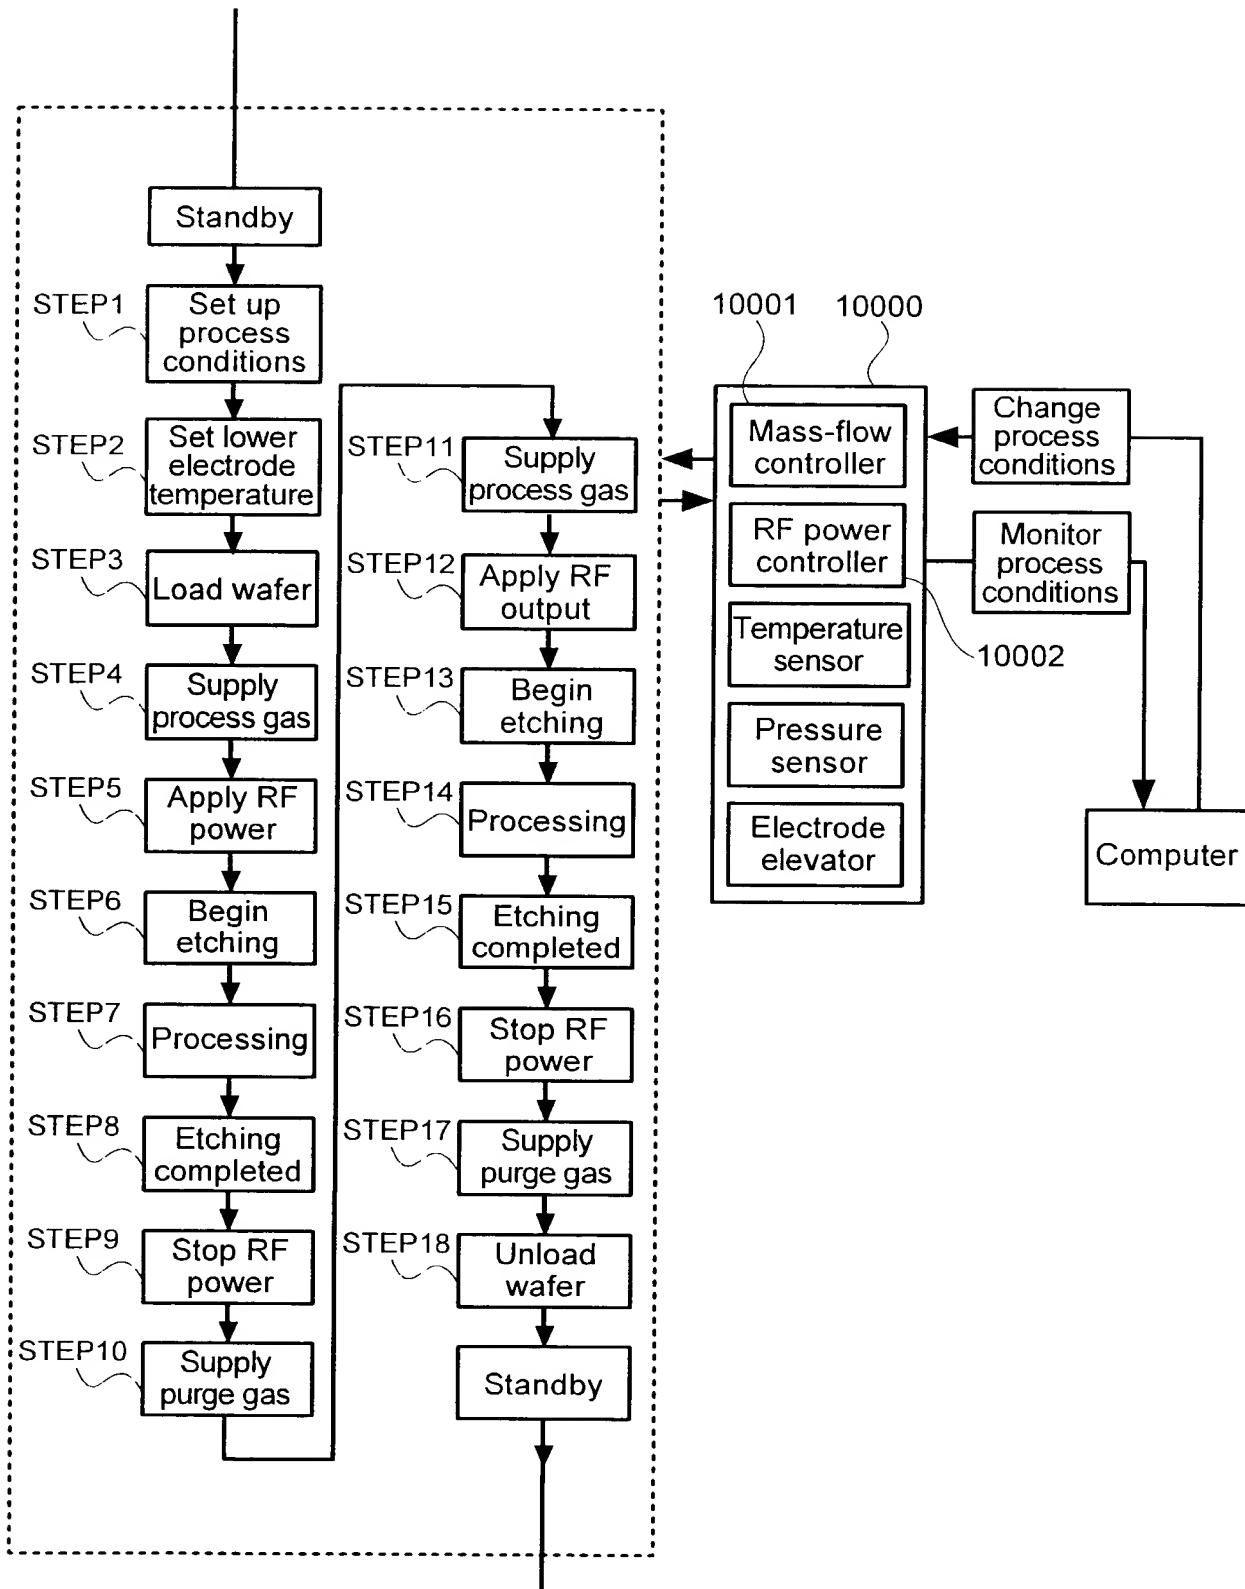 Standby
STEP1
Set up
process
conditions
STEP2
Set lower
electrode
temperature
STEP3
Load wafer
STEP4
Supply
process gas
STEP5
Apply RF
power
STEP6
Begin
etching
STEP7
Processing
STEP8
Etching
completed
STEP9
Stop RF
power
STEP10
Supply
purge gas
STEP11
Supply
process gas
STEP12
Apply RF
output
STEP13
Begin
etching
STEP14
Processing
STEP15
Etching
completed
STEP16
Stop RF
power
STEP17
Supply
purge gas
STEP18
Unload
wafer
Standby
10001
10000
Mass-flow
controller
RF power
controller
10002
Temperature
sensor
Pressure
sensor
Electrode
elevator
Change
process
conditions
Monitor
process
conditions
Computer